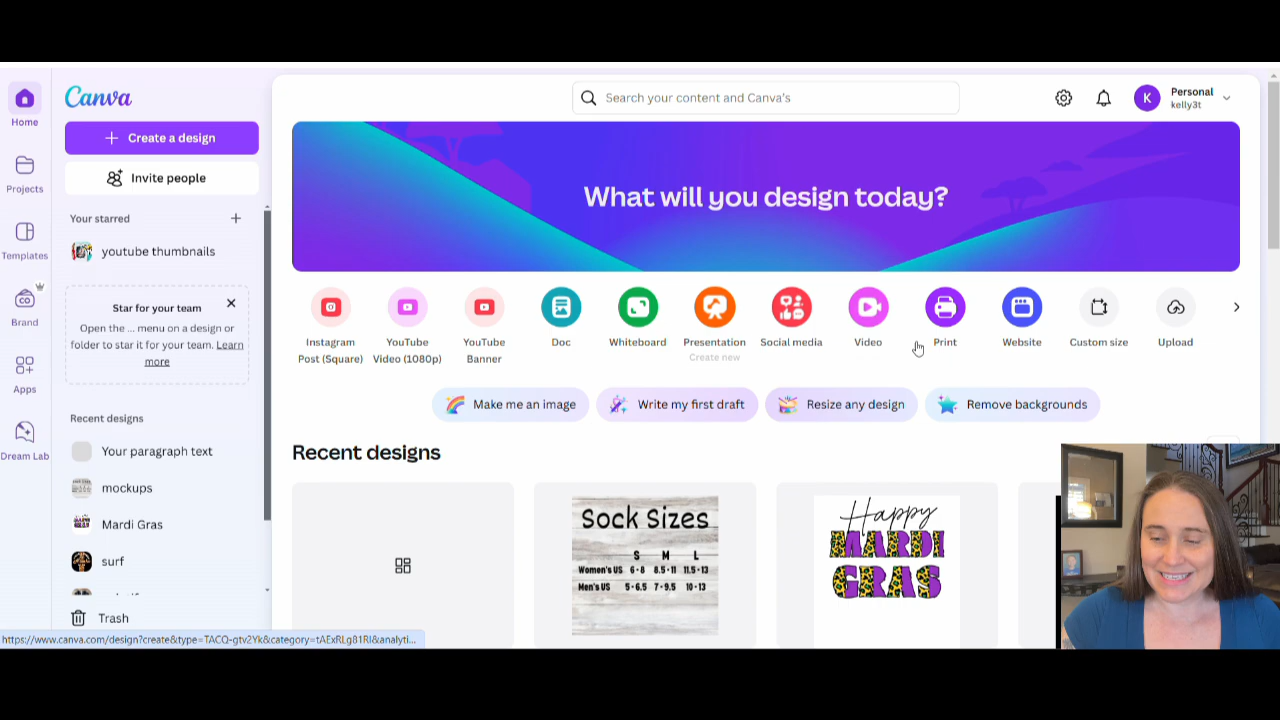 Canva
Search your content and Canva's
K
Personal
kelly3t
Home
Create a design
Invite people
Projects
Your starred
youtube thumbnails
Templates
Star for your team
Open the ... menu on a design or
folder to star it for your team. Learn
more
CO
Brand
Apps
Dream Lab
Recent designs
Your paragraph text
mockups
Mardi Gras
surf
Trash
https://www.canva.com/design?create&type=TACQ-gtv2Yk&category=tAExRLg81RI&analyti...
What will you design today?
Instagram
Post (Square)
YouTube
Video (1080p)
YouTube
Banner
Doc
Whiteboard
Presentation
Create new
Social media
Video
Print
Website
Custom size
Upload
Make me an image
Write my first draft
Resize any design
Remove backgrounds
Recent designs
Sock Sizes
S M L
Women's US 6-8 8.5-11 11.5-13
Men's US 5-6.5 7-9.5 10-13
Happy
MARDI
GRAS